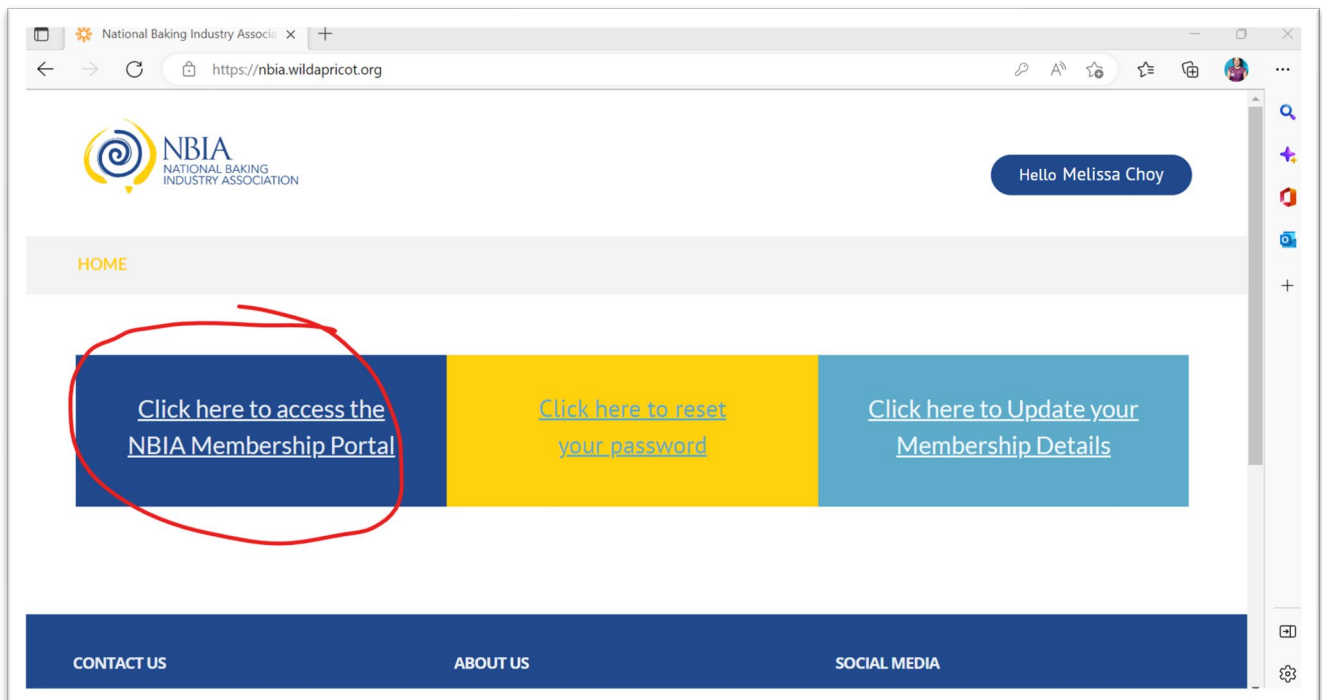 National Baking Industry Associa
https://nbia.wildapricot.org
NBIA
NATIONAL BAKING
INDUSTRY ASSOCIATION
Hello Melissa Choy
HOME
Click here to access the
NBIA Membership Portal
Click here to reset
your password
Click here to Update your
Membership Details
CONTACT US
ABOUT US
SOCIAL MEDIA